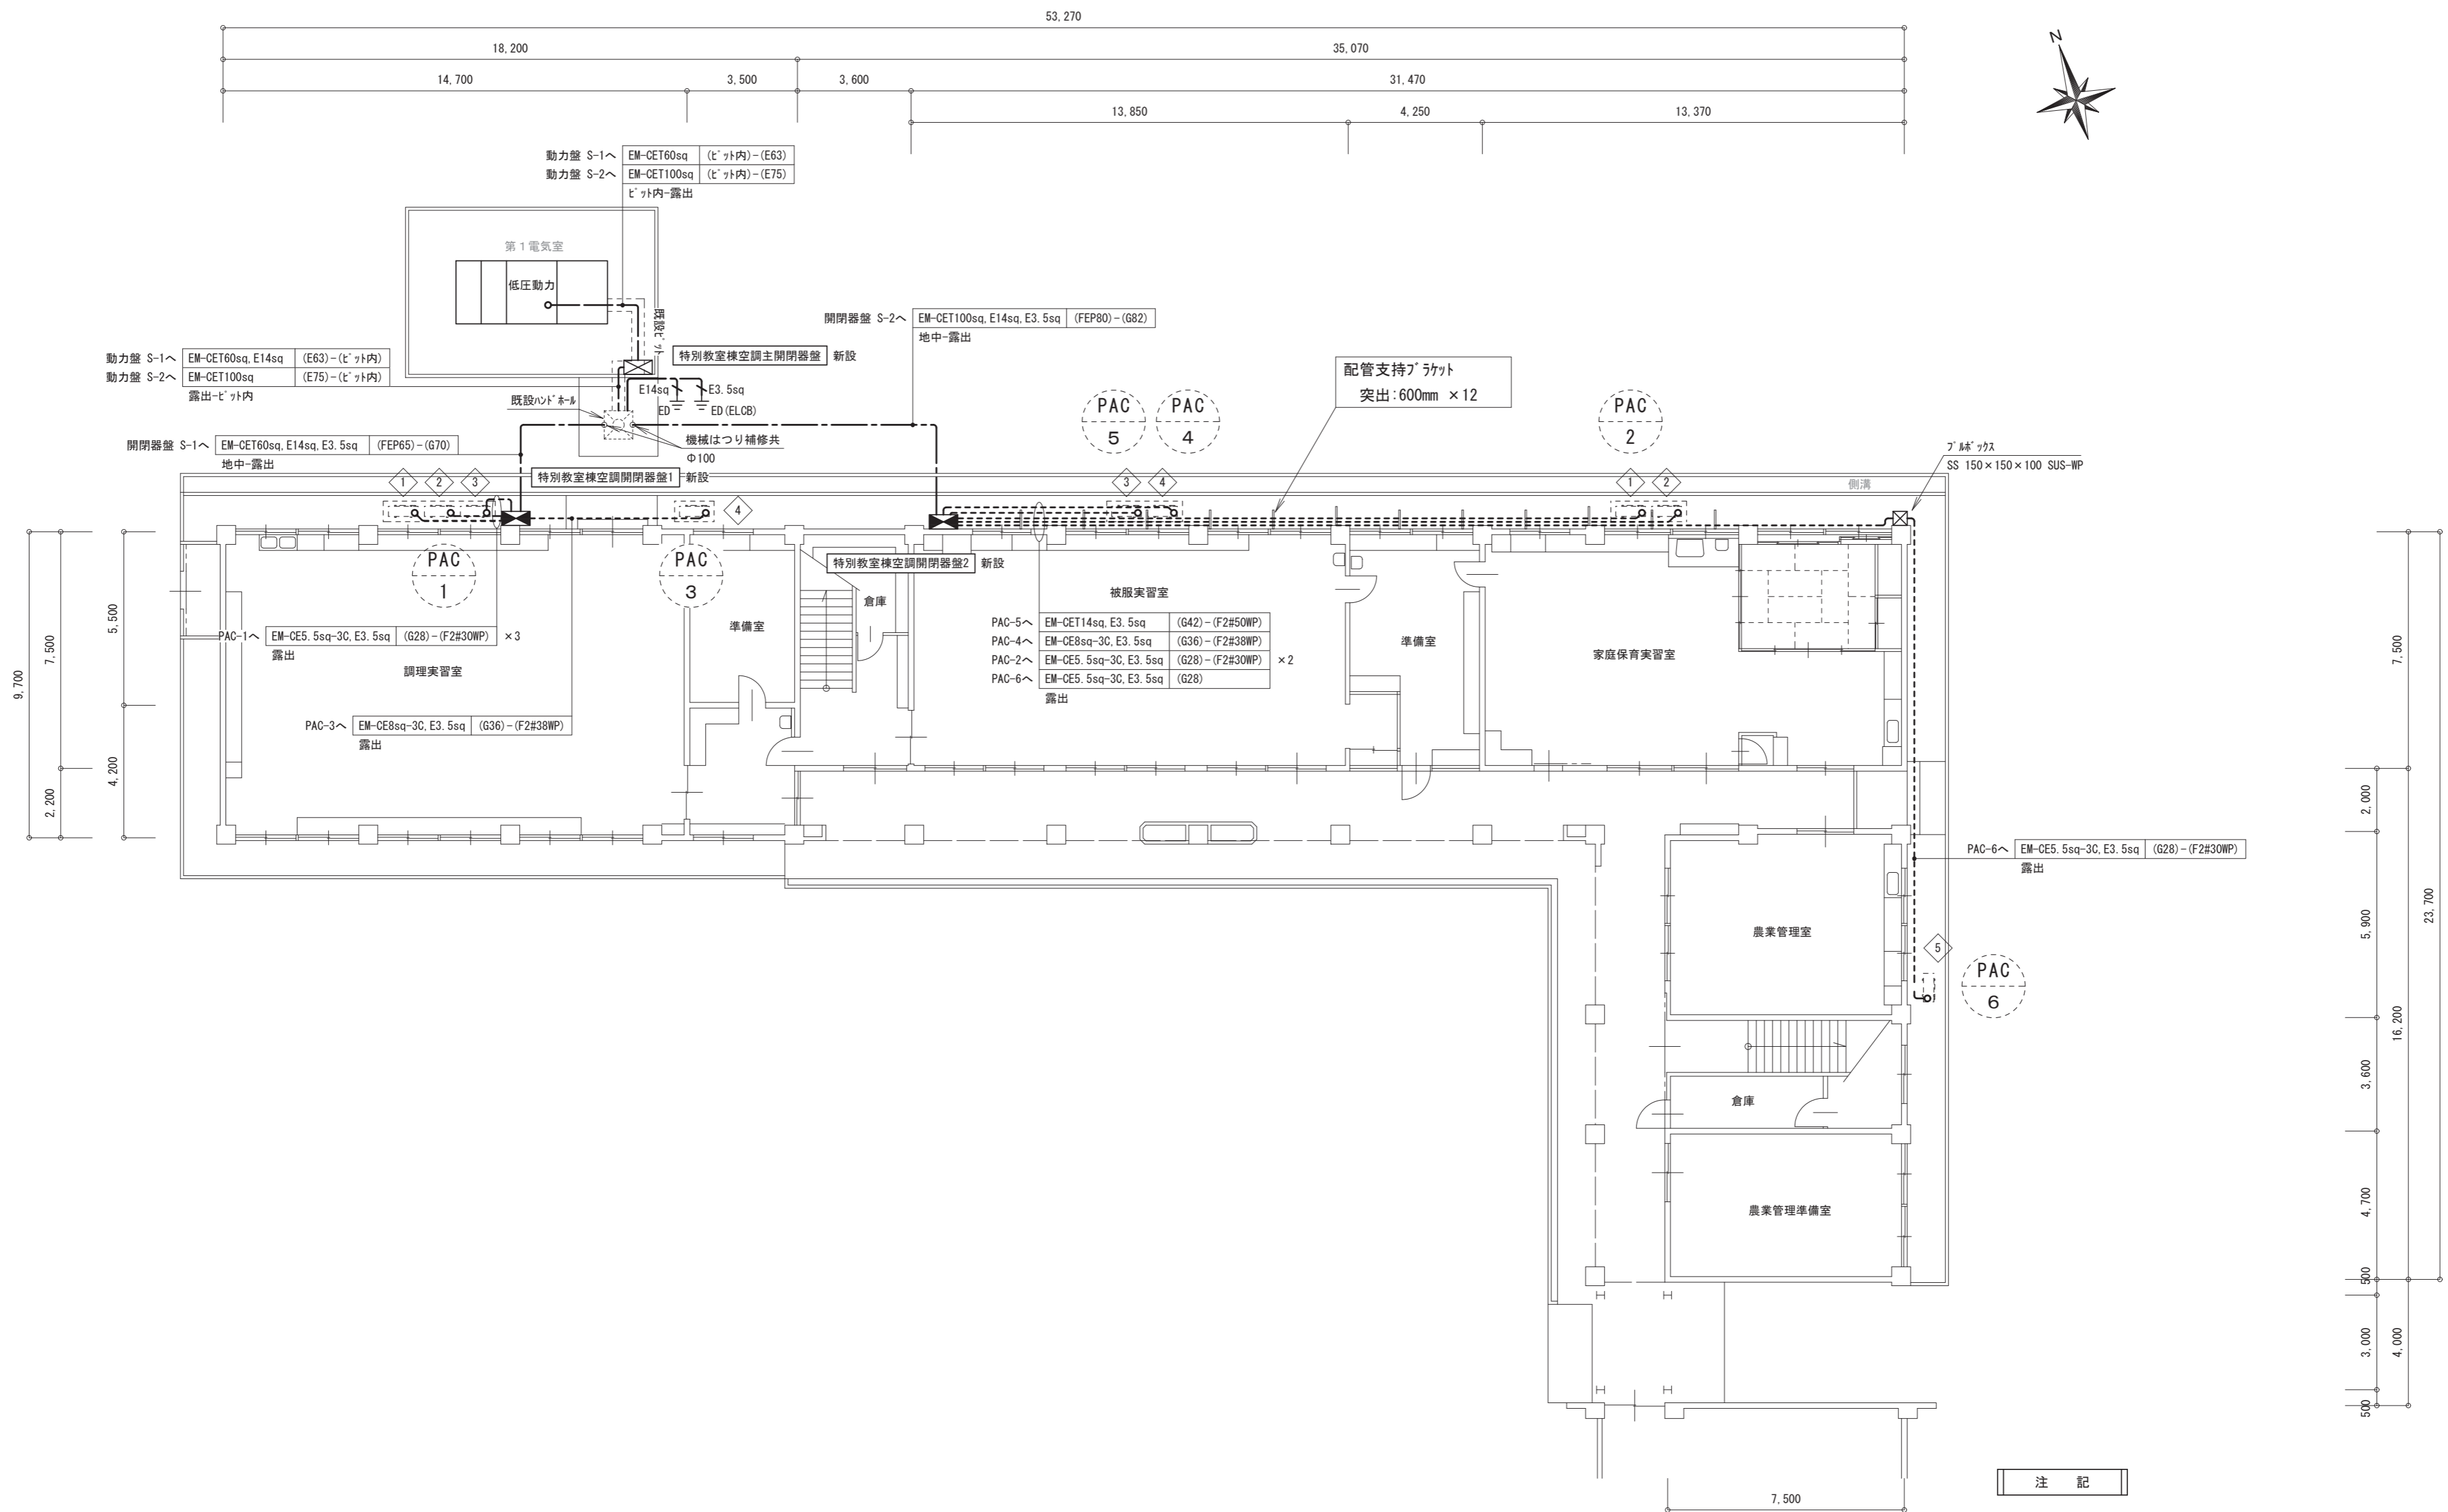 53,270
18,200
35,070
14,700
3,500
3,600
31,470
13,850
4,250
13,370
N
動力盤 S-1へ EM-CET60sq (ﾋﾟｯﾄ内)-(E63)
動力盤 S-2へ EM-CET100sq (ﾋﾟｯﾄ内)-(E75)
ﾋﾟｯﾄ内-露出
第1電気室
低圧動力
既設ﾋﾟｯﾄ
開閉器盤 S-2へ EM-CET100sq, E14sq, E3.5sq (FEP80)-(G82)
地中-露出
動力盤 S-1へ EM-CET60sq, E14sq (E63)-(ﾋﾟｯﾄ内)
動力盤 S-2へ EM-CET100sq (E75)-(ﾋﾟｯﾄ内)
露出-ﾋﾟｯﾄ内
特別教室棟空調主開閉器盤 新設
E14sq
E3.5sq
ED
ED(ELCB)
既設ﾊﾝﾄﾞﾎｰﾙ
機械はつり補修共
Φ100
配管支持ﾌﾞﾗｹｯﾄ
突出:600mm ×12
PAC
5
PAC
4
PAC
2
開閉器盤 S-1へ EM-CET60sq, E14sq, E3.5sq (FEP65)-(G70)
地中-露出
特別教室棟空調開閉器盤1 新設
ﾌﾟﾙﾎﾞｯｸｽ
SS 150×150×100 SUS-WP
側溝
1
2
3
4
3
4
1
2
PAC
1
PAC
3
特別教室棟空調開閉器盤2 新設
倉庫
準備室
被服実習室
PAC-5へ EM-CET14sq, E3.5sq (G42)-(F2#50WP)
PAC-4へ EM-CE8sq-3C, E3.5sq (G36)-(F2#38WP)
PAC-2へ EM-CE5.5sq-3C, E3.5sq (G28)-(F2#30WP) ×2
PAC-6へ EM-CE5.5sq-3C, E3.5sq (G28)
露出
準備室
家庭保育実習室
PAC-1へ EM-CE5.5sq-3C, E3.5sq (G28)-(F2#30WP) ×3
露出
調理実習室
PAC-3へ EM-CE8sq-3C, E3.5sq (G36)-(F2#38WP)
露出
9,700
7,500
2,200
5,500
4,200
PAC-6へ EM-CE5.5sq-3C, E3.5sq (G28)-(F2#30WP)
露出
農業管理室
5
PAC
6
倉庫
農業管理準備室
7,500
2,000
5,900
3,600
4,700
500
3,000
500
16,200
4,000
23,700
7,500
注 記